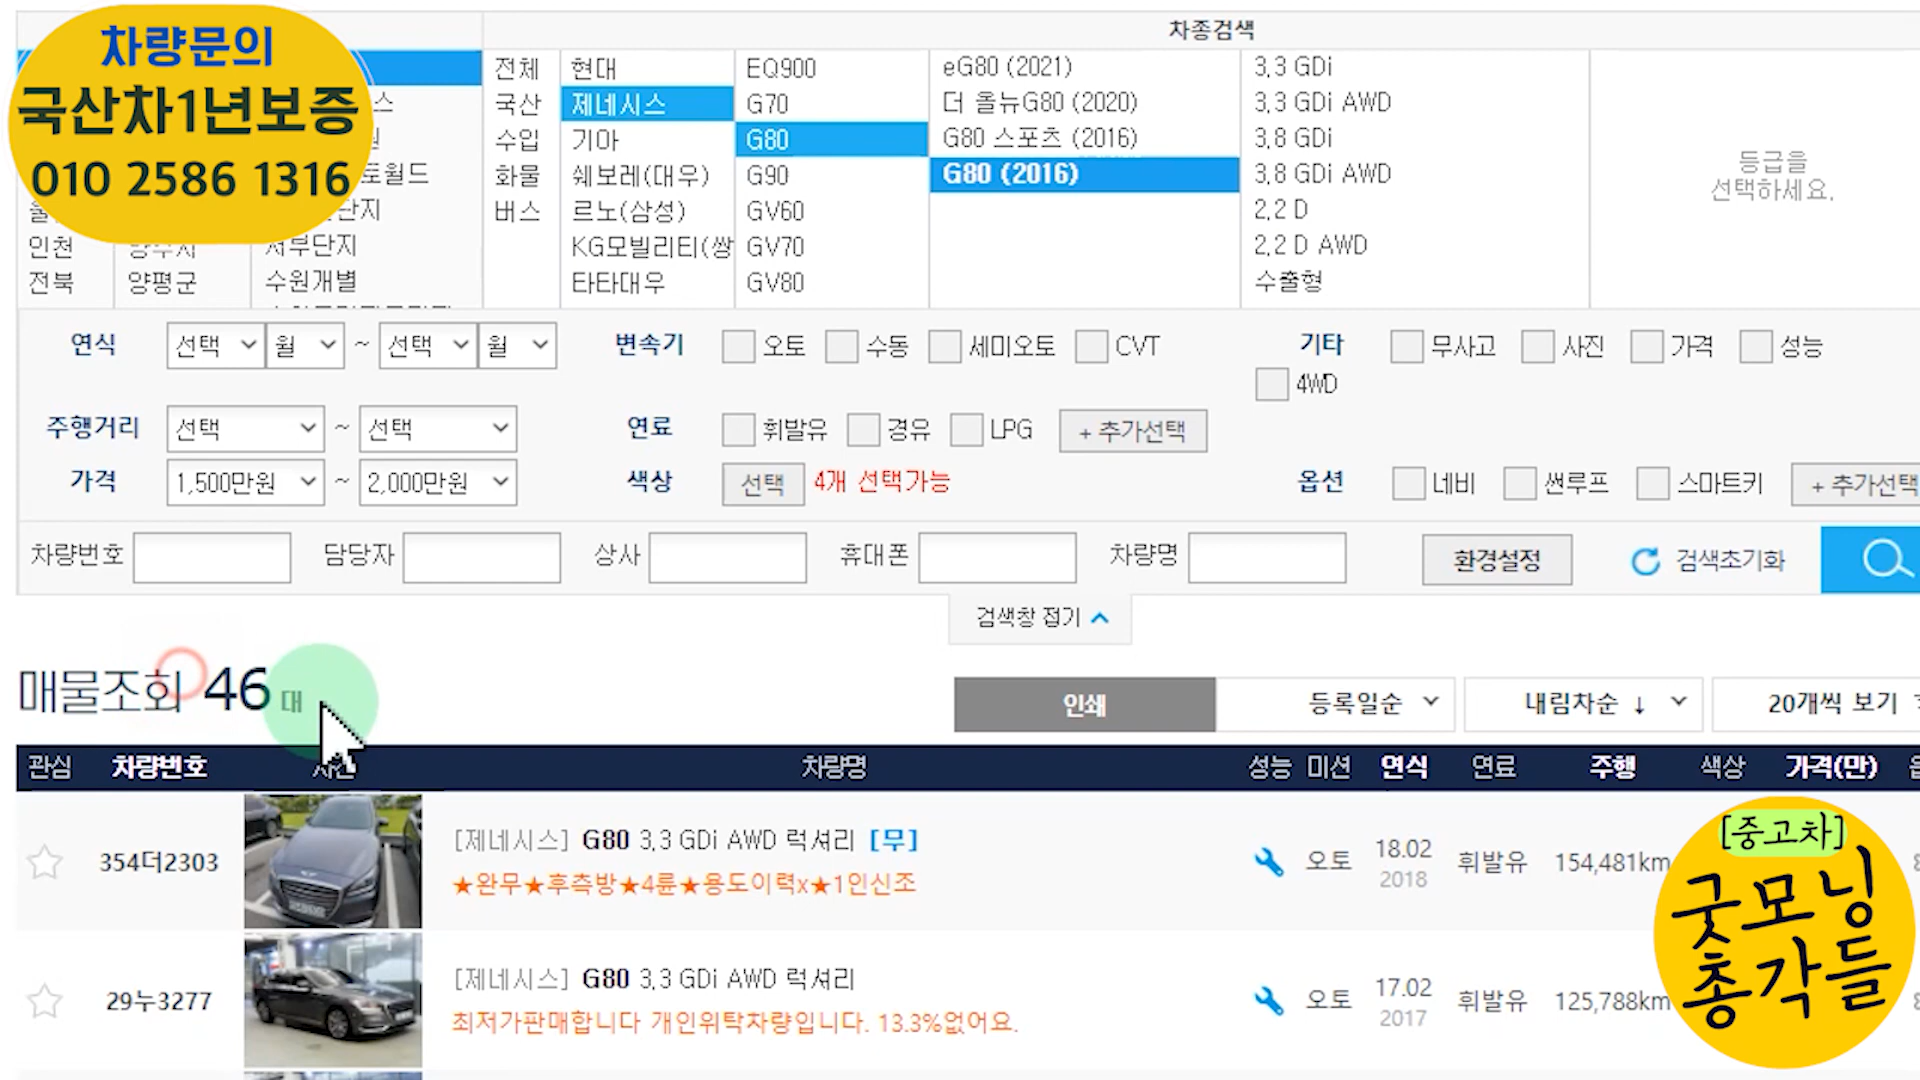 차량문의
국산차1년보증
010 2586 1316
차종검색
전체
국산
수입
화물
버스
현대
제네시스
기아
쉐보레(대우)
르노(삼성)
KG모빌리티(쌍
타타대우
EQ900
G70
G80
G90
GV60
GV70
GV80
eG80 (2021)
더 올뉴G80 (2020)
G80 스포츠 (2016)
G80 (2016)
3,3 GDi
3,3 GDi AWD
3,8 GDi
3,8 GDi AWD
2,2 D
2,2 D AWD
수출형
등급을
선택하세요.
인천
전북
양평군
토월드
단지
서부단지
수원개별
연식 선택 월 ~ 선택 월 변속기 오토 수동 세미오토 CVT 기타 무사고 사진 가격 성능
4WD
주행거리 선택 ~ 선택 연료 휘발유 경유 LPG + 추가선택
가격 1,500만원 ~ 2,000만원 색상 선택 4개 선택가능 옵션 네비 썬루프 스마트키 + 추가선택
차량번호 담당자 상사 휴대폰 차량명 환경설정 검색초기화
검색창 접기
매물조회 46 대 인쇄 등록일순 내림차순 ↓ 20개씩 보기
관심 차량번호 사진 차량명 성능 미션 연식 연료 주행 색상 가격(만)
354더2303 [제네시스] G80 3,3 GDi AWD 럭셔리 [무] 오토 18.02 휘발유 154,481km
★완무★후측방★4륜★용도이력x★1인신조 2018
29누3277 [제네시스] G80 3,3 GDi AWD 럭셔리 오토 17.02 휘발유 125,788km
최저가판매합니다 개인위탁차량입니다. 13.3%없어요. 2017
[중고차]
굿모닝
총각들